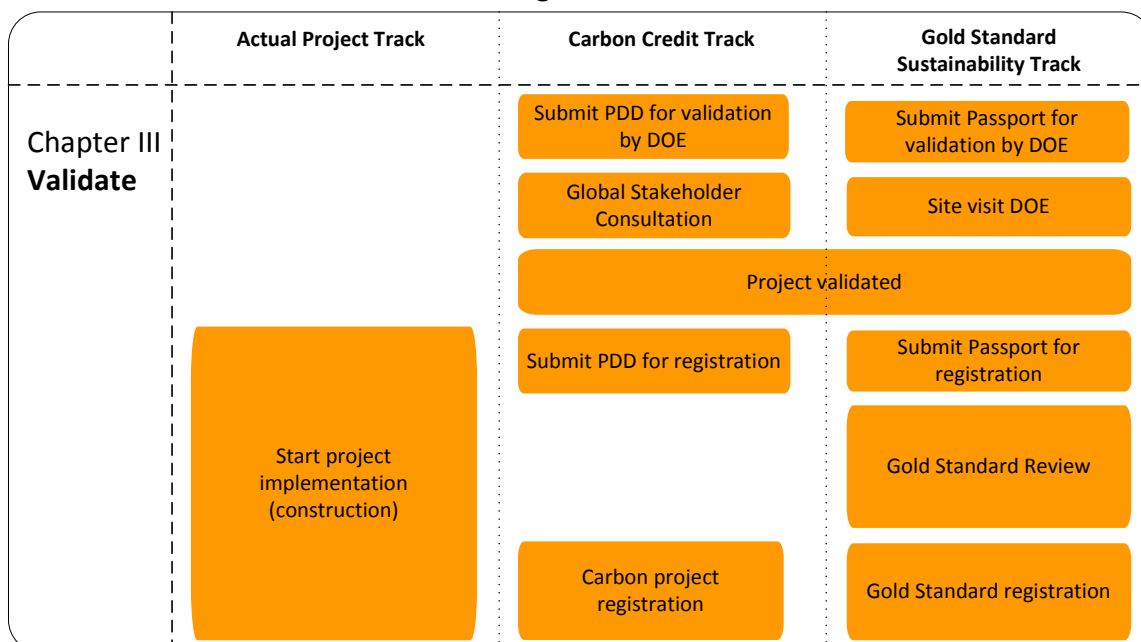 Actual Project Track
Carbon Credit Track
Gold Standard
Sustainability Track
Chapter III
Validate
Submit PDD for validation
by DOE
Submit Passport for
validation by DOE
Global Stakeholder
Consultation
Site visit DOE
Project validated
Start project
implementation
(construction)
Submit PDD for registration
Submit Passport for
registration
Gold Standard Review
Carbon project
registration
Gold Standard registration